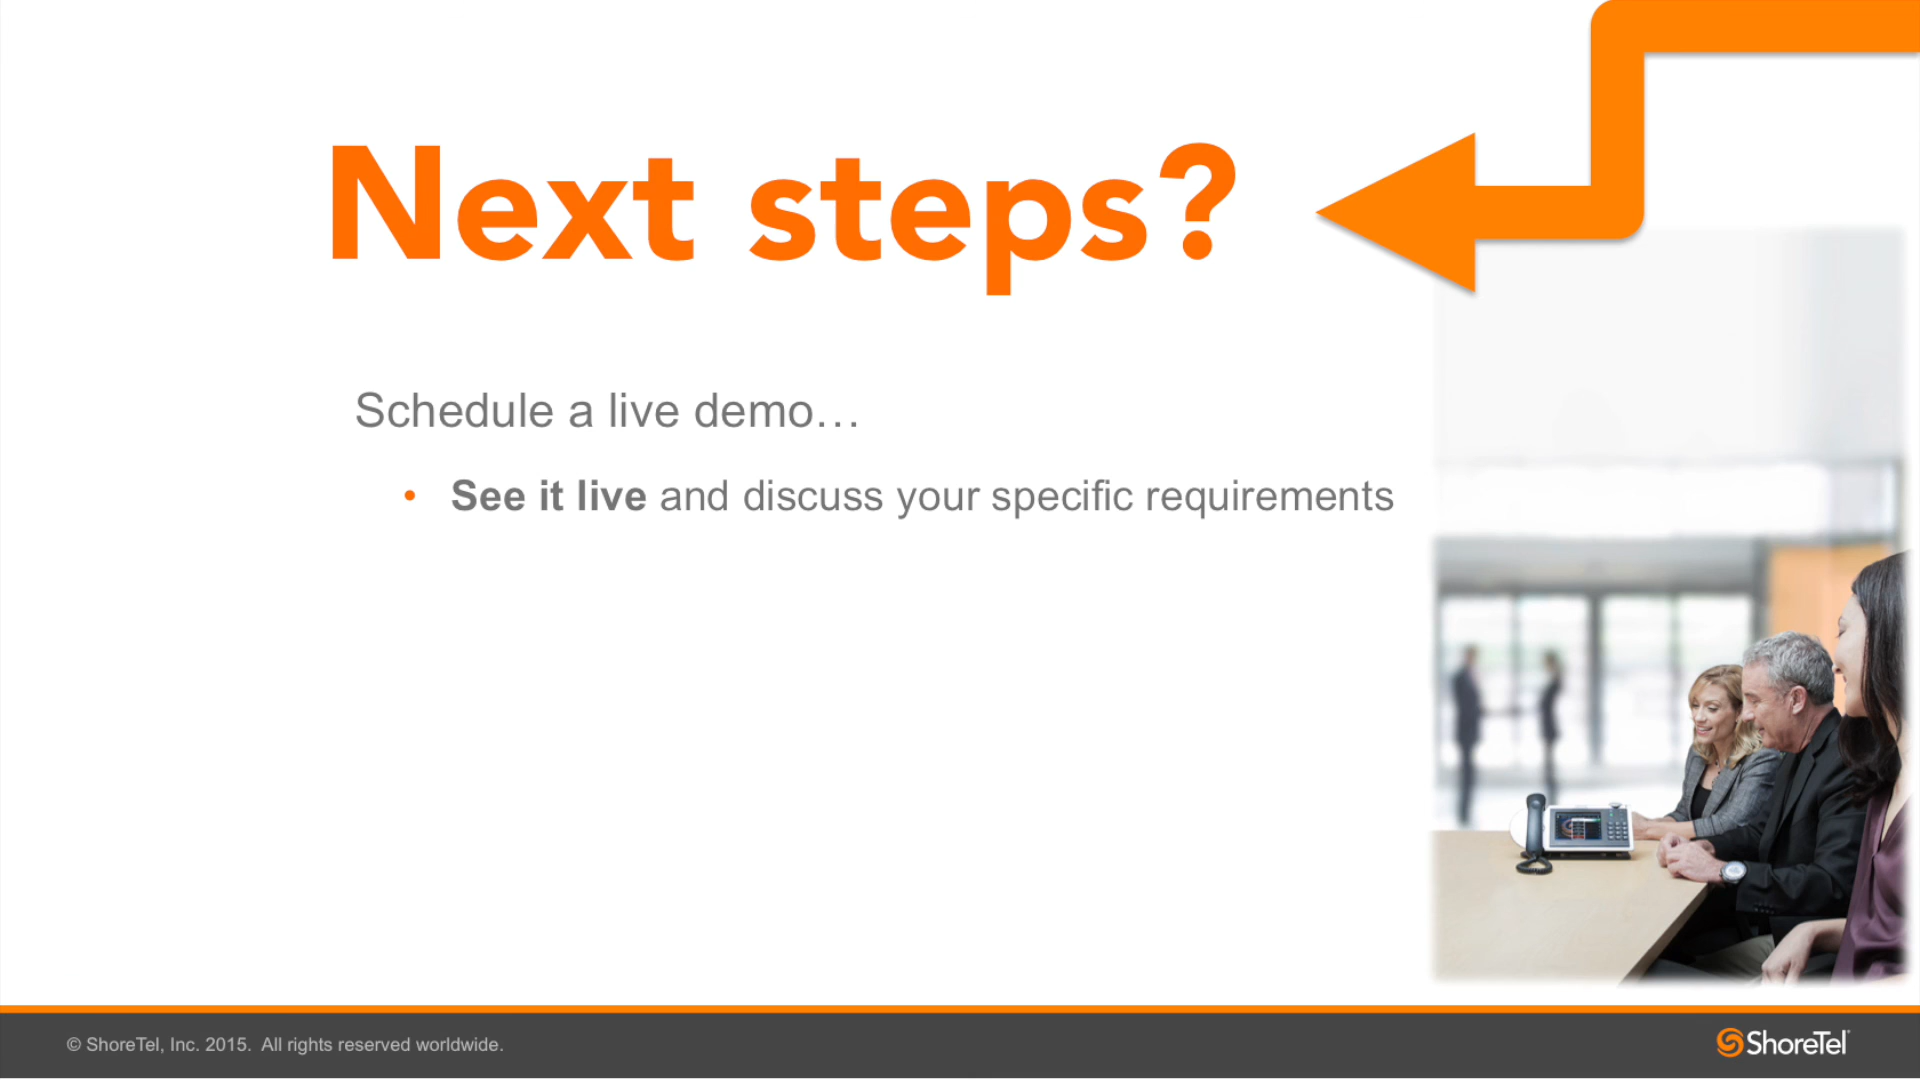 Next steps?
Schedule a live demo…
• See it live and discuss your specific requirements
© ShoreTel, Inc. 2015. All rights reserved worldwide.
ShoreTel